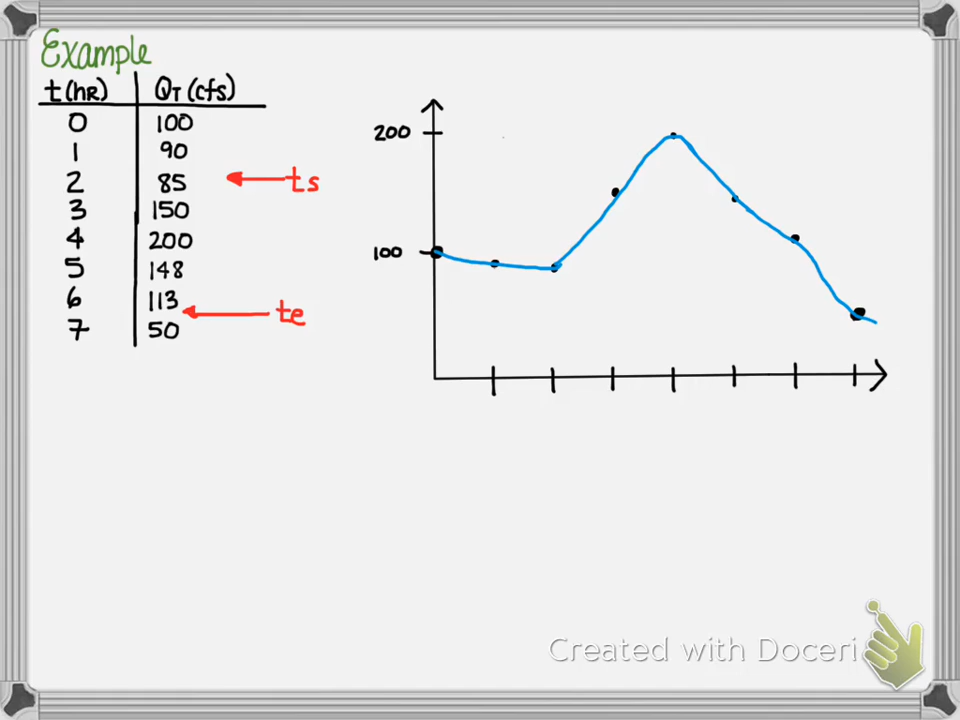 Example
t (hR) QT (cfs)
0 100
1 90
2 85 ts
3 150
4 200
5 148
6 113 te
7 50
200
100
Created with Doceri